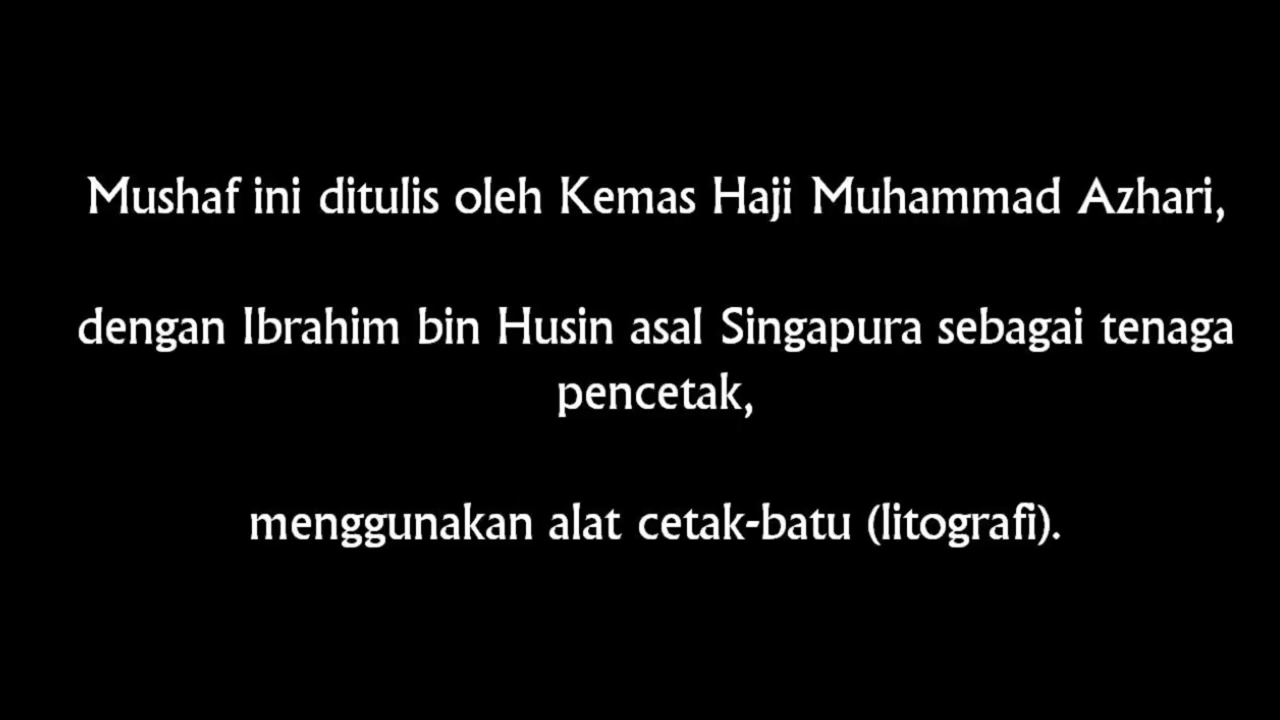 Mushaf ini ditulis oleh Kemas Haji Muhammad Azhari,
dengan Ibrahim bin Husin asal Singapura sebagai tenaga
pencetak,
menggunakan alat cetak-batu (litografi).